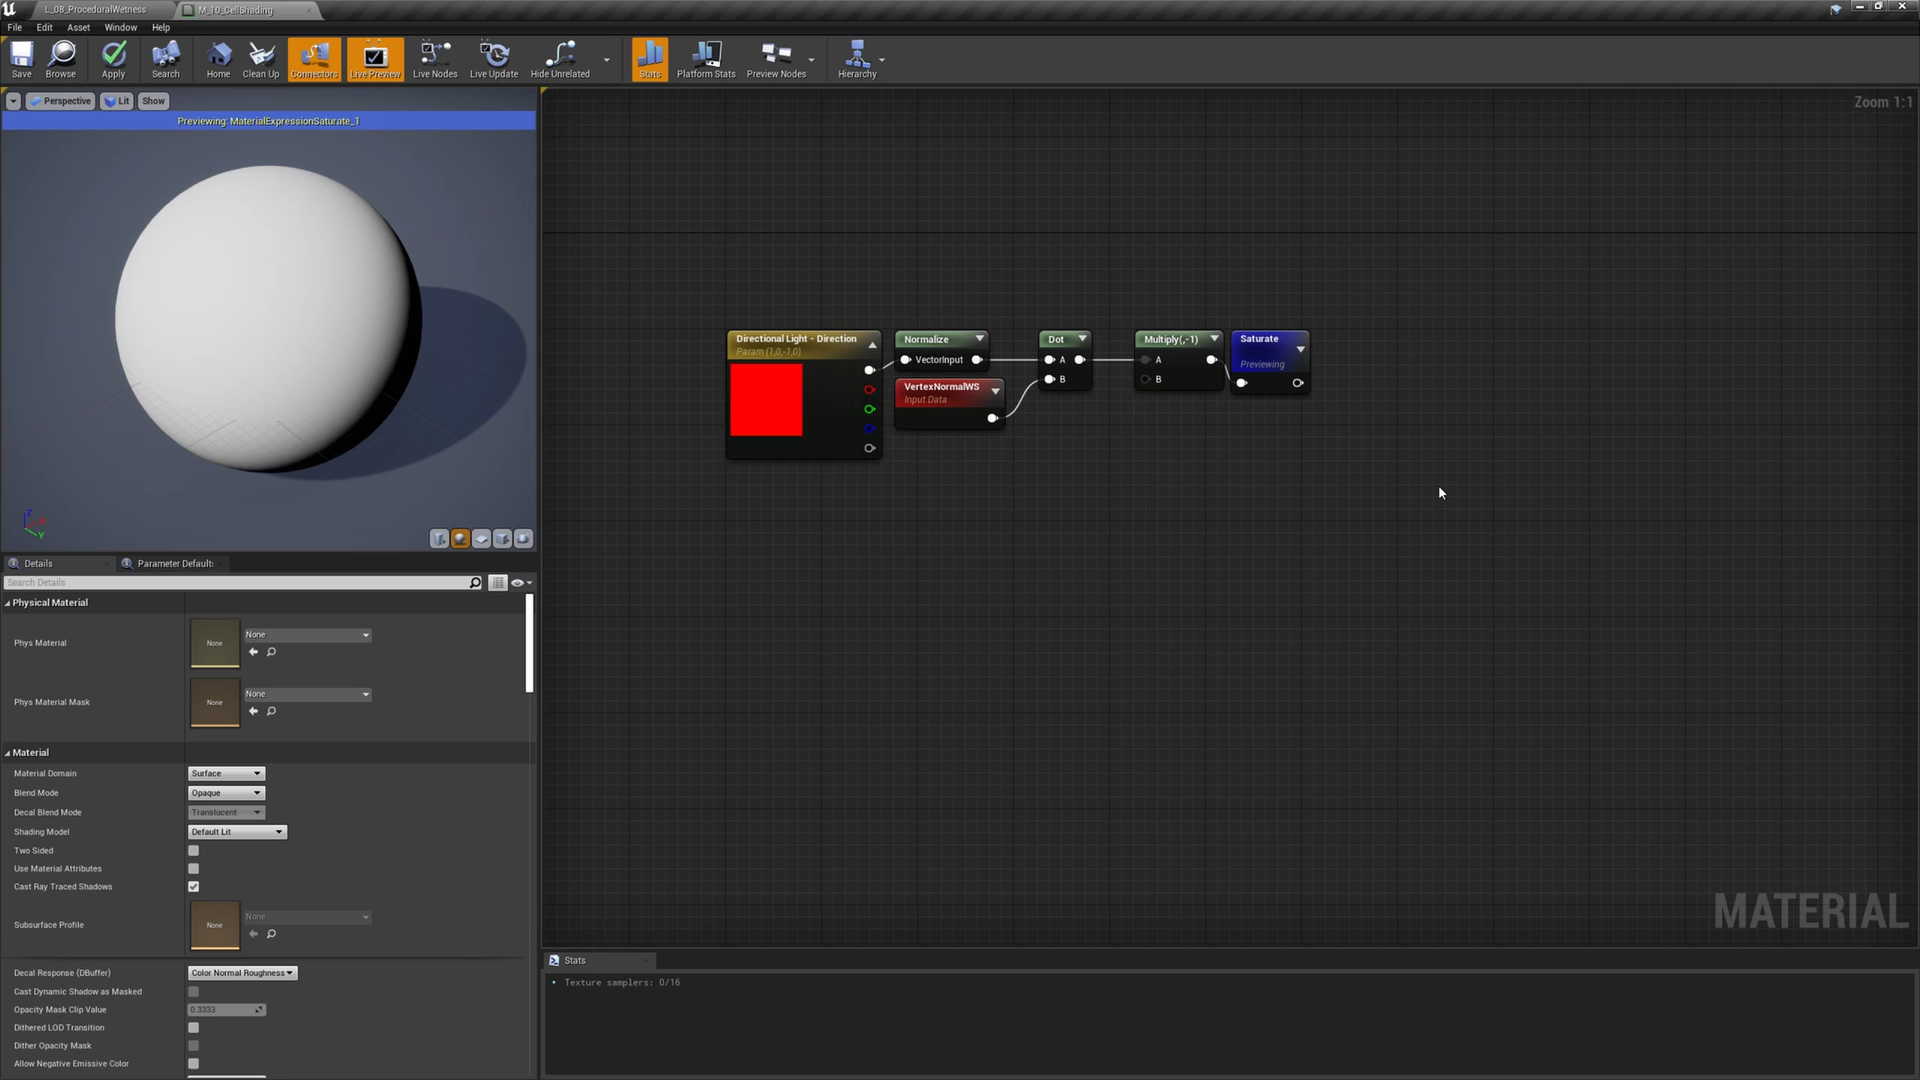 L_08_ProceduralWetness
M_10_CellShading
File Edit Asset Window Help
Save Browse Apply Search Home Clean Up Connectors Live Preview Live Nodes Live Update Hide Unrelated Stats Platform Stats Preview Nodes Hierarchy
Perspective Lit Show
Zoom 1:1
Previewing: MaterialExpressionSaturate_1
Directional Light - Direction
Param (1,0,-1,0)
Normalize
VectorInput
VertexNormalWS
Input Data
Dot
A
B
Multiply(,-1)
A
B
Saturate
Previewing
Z
Y
Details
Parameter Default
Search Details
Physical Material
Phys Material None None
Phys Material Mask None None
Material
Material Domain Surface
Blend Mode Opaque
Decal Blend Mode Translucent
Shading Model Default Lit
Two Sided
Use Material Attributes
Cast Ray Traced Shadows
Subsurface Profile None None
Decal Response (DBuffer) Color Normal Roughness
Cast Dynamic Shadow as Masked
Opacity Mask Clip Value 0.3333
Dithered LOD Transition
Dither Opacity Mask
Allow Negative Emissive Color
MATERIAL
Stats
Texture samplers: 0/16